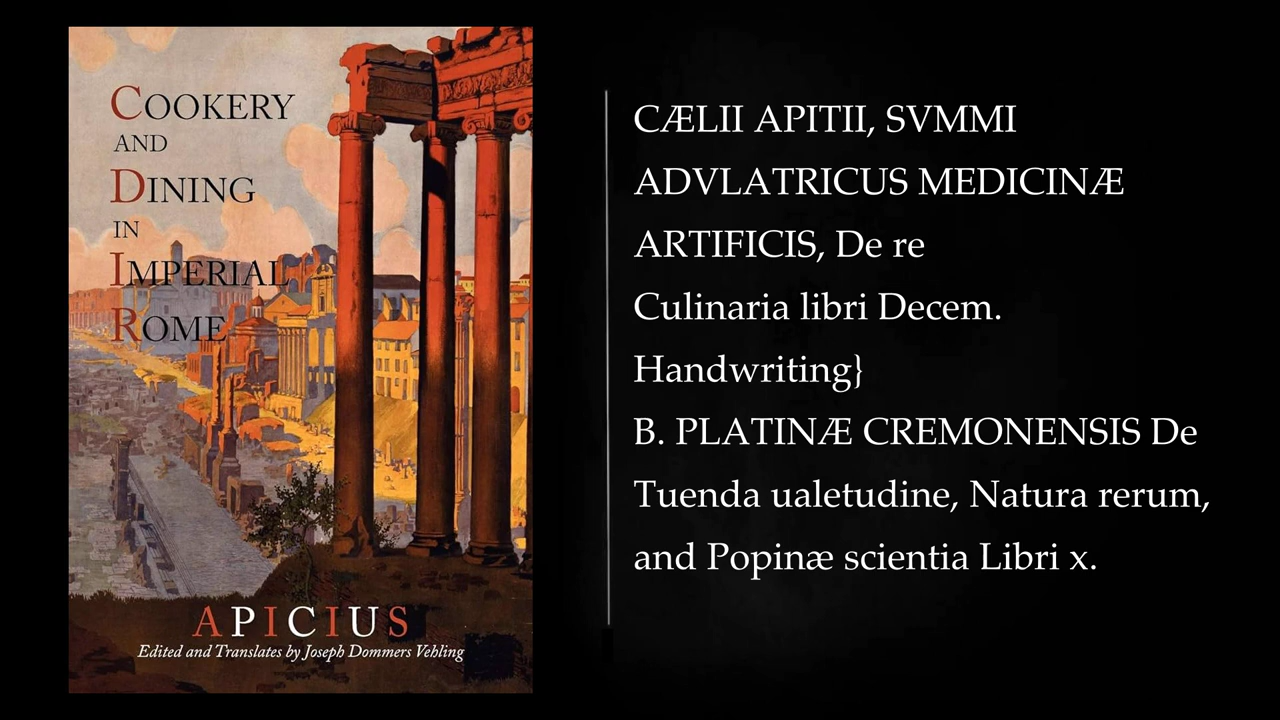 COOKERY
AND
DINING
IN
IMPERIAL
ROME
APICIUS
Edited and Translates by Joseph Dommers Vehling
CÆLII APITII, SVMMI
ADVLATRICUS MEDICINÆ
ARTIFICIS, De re
Culinaria libri Decem.
Handwriting}
B. PLATINÆ CREMONENSIS De
Tuenda ualetudine, Natura rerum,
and Popinæ scientia Libri x.